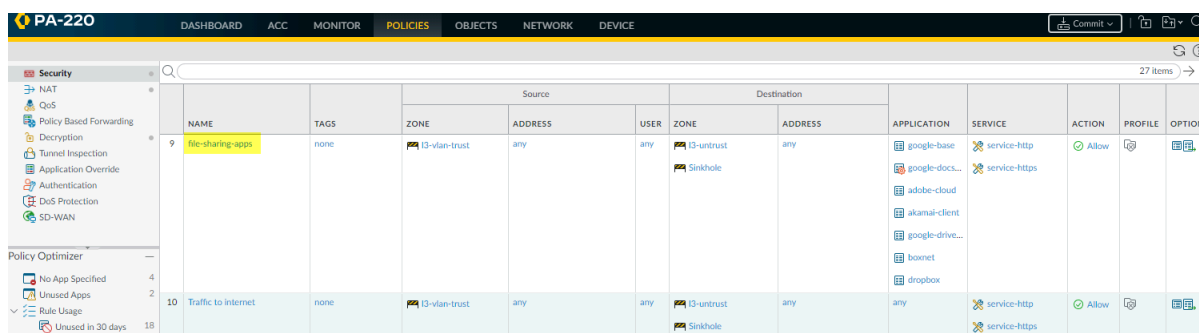 PA-220
DASHBOARD ACC MONITOR POLICIES OBJECTS NETWORK DEVICE Commit
Security
NAT
QoS
Policy Based Forwarding
Decryption
Tunnel Inspection
Application Override
Authentication
DoS Protection
SD-WAN
Policy Optimizer
No App Specified 4
Unused Apps 2
Rule Usage
Unused in 30 days 18
27 items
Source Destination
NAME TAGS ZONE ADDRESS USER ZONE ADDRESS APPLICATION SERVICE ACTION PROFILE OPTION
9 file-sharing-apps none l3-vlan-trust any any l3-untrust any google-base service-http Allow
Sinkhole google-docs... service-https
adobe-cloud
akamai-client
google-drive...
boxnet
dropbox
10 Traffic to internet none l3-vlan-trust any any l3-untrust any any service-http Allow
Sinkhole service-https